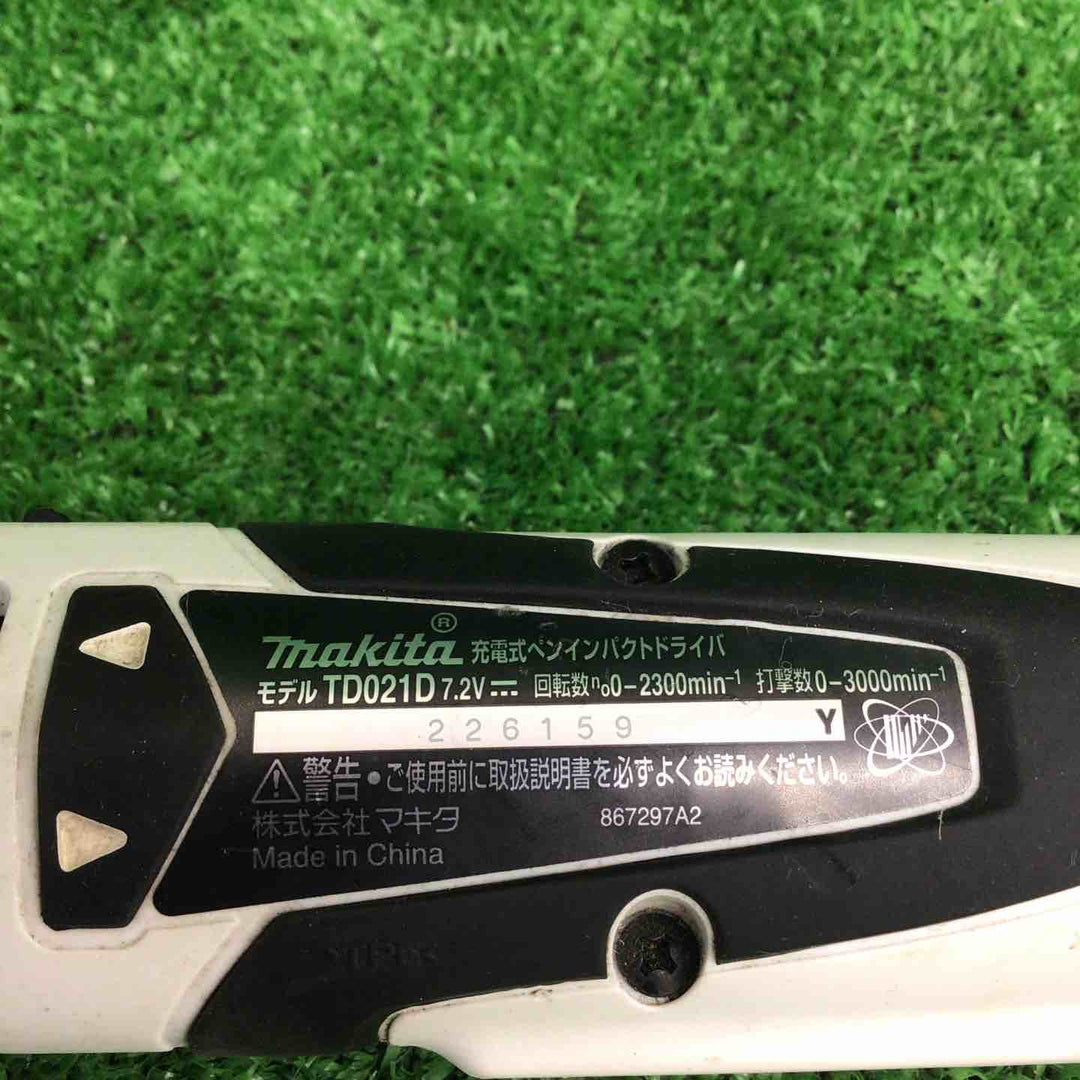 makita® 充電式ペンインパクトドライバ
モデル TD021D 7.2V⎓ 回転数 n₀0-2300min⁻¹ 打撃数 0-3000min⁻¹
226159 Y
⚠警告・ご使用前に取扱説明書を必ずよくお読みください。
株式会社 マキタ 867297A2
Made in China